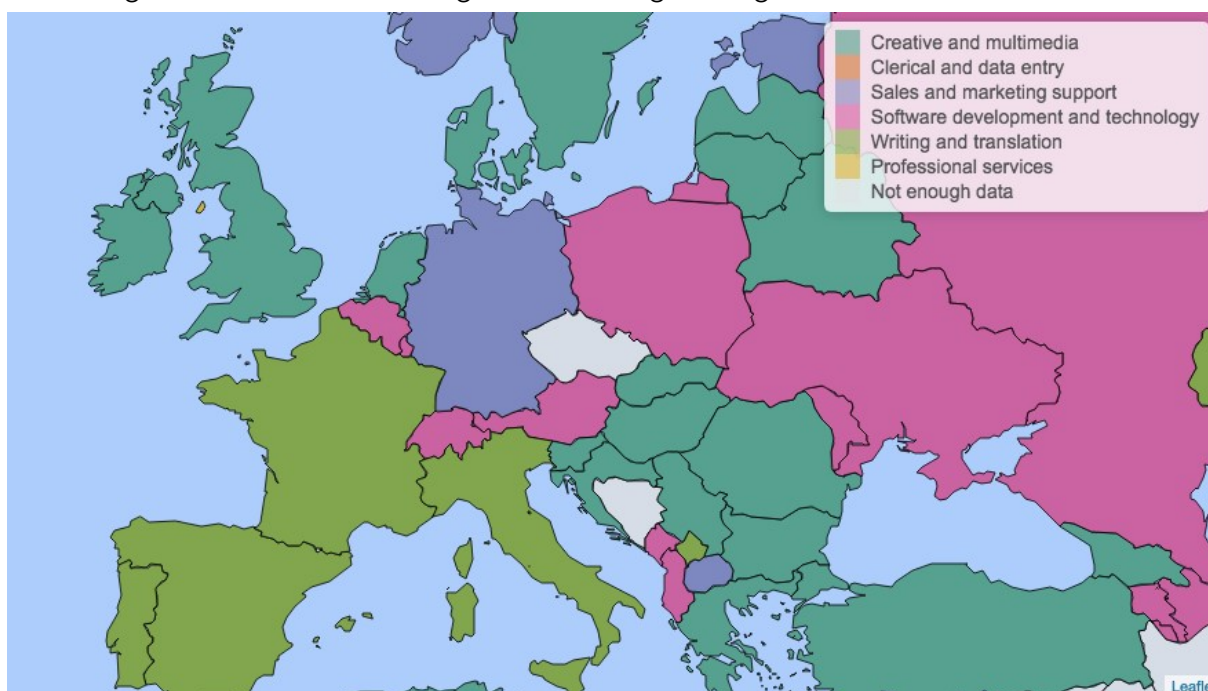 Creative and multimedia
Clerical and data entry
Sales and marketing support
Software development and technology
Writing and translation
Professional services
Not enough data